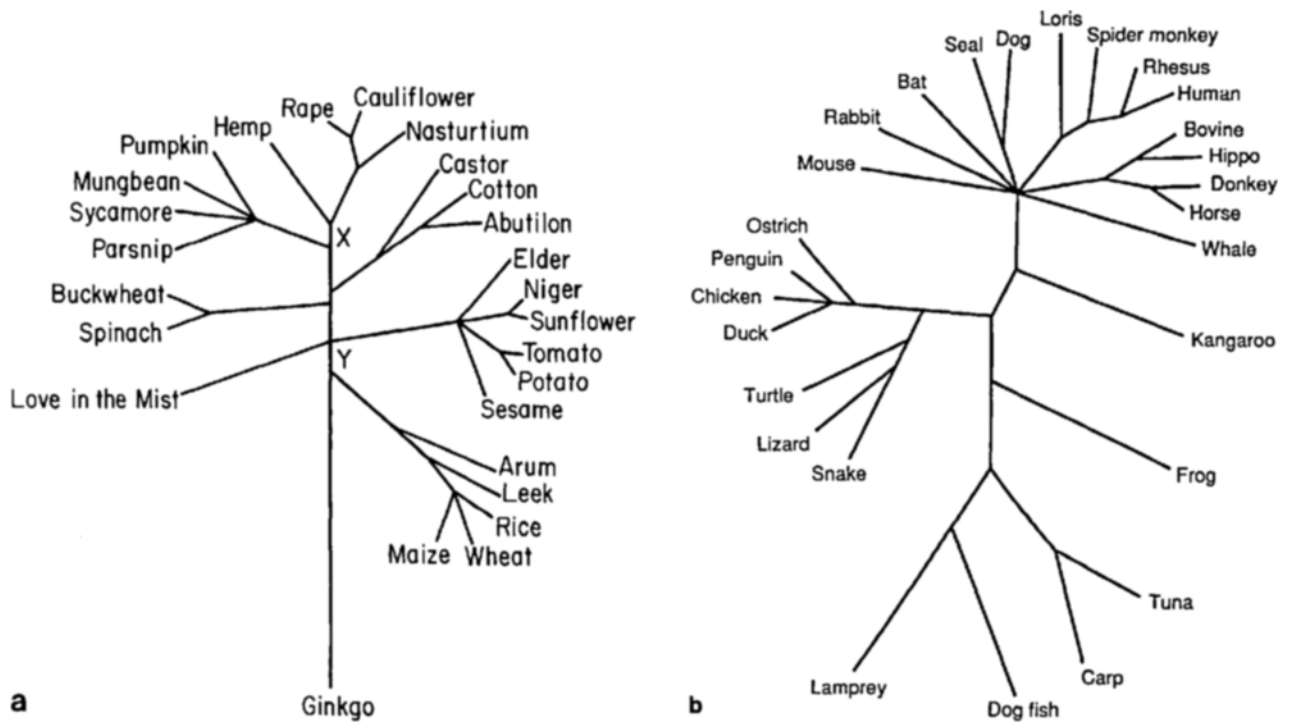 Rape
Cauliflower
Hemp
Nasturtium
Pumpkin
Castor
Mungbean
Cotton
Sycamore
Abutilon
Parsnip
X
Elder
Buckwheat
Niger
Spinach
Sunflower
Y
Tomato
Love in the Mist
Potato
Sesame
Arum
Leek
Rice
Maize
Wheat
Ginkgo
a
Loris
Seal
Dog
Spider monkey
Bat
Rhesus
Human
Rabbit
Bovine
Mouse
Hippo
Donkey
Horse
Ostrich
Whale
Penguin
Chicken
Duck
Kangaroo
Turtle
Lizard
Snake
Frog
Tuna
Lamprey
Carp
Dog fish
b